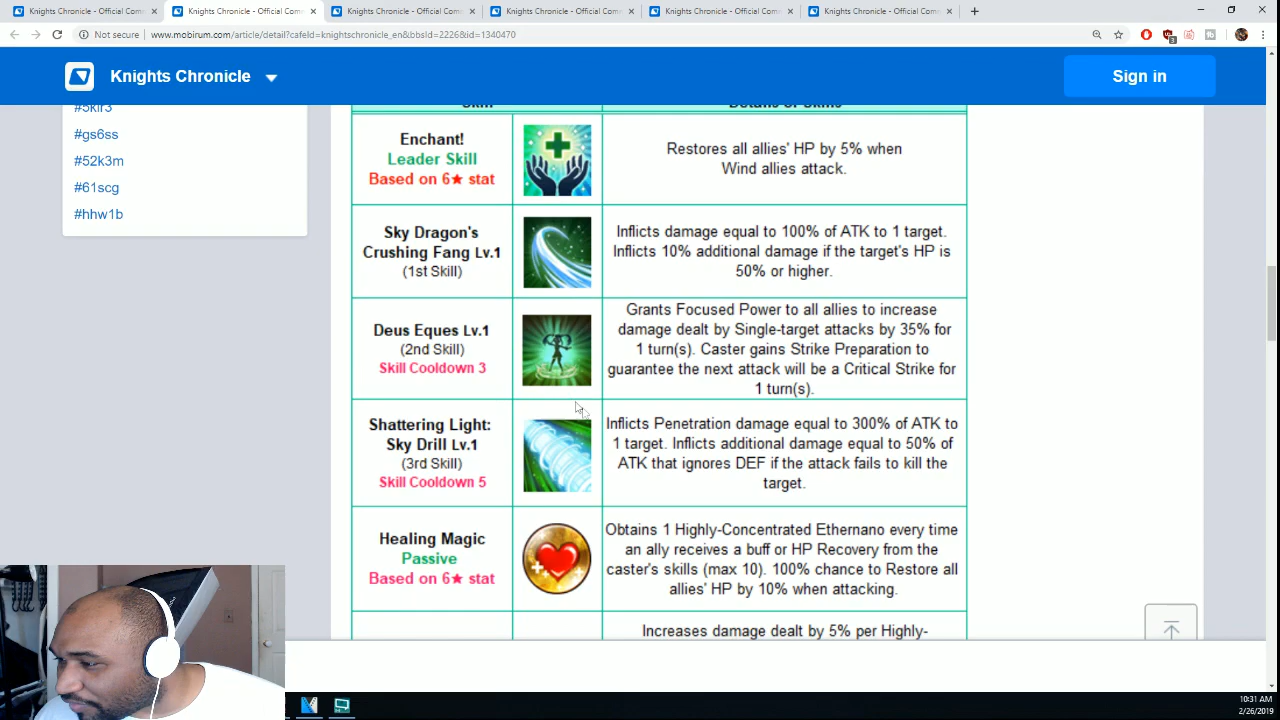 Knights Chronicle - Official Com
Knights Chronicle - Official Com
Knights Chronicle - Official Com
Knights Chronicle - Official Com
Knights Chronicle - Official Com
Knights Chronicle - Official Com
Not secure | www.mobirum.com/article/detail?cafeId=knightschronicle_en&bbsId=2226&id=1340470
Knights Chronicle
Sign in
#5klr3
#gs6ss
#52k3m
#61scg
#hhw1b
Skill
Details of Skills
Enchant!
Leader Skill
Based on 6★ stat
Restores all allies' HP by 5% when
Wind allies attack.
Sky Dragon's
Crushing Fang Lv.1
(1st Skill)
Inflicts damage equal to 100% of ATK to 1 target.
Inflicts 10% additional damage if the target's HP is
50% or higher.
Deus Eques Lv.1
(2nd Skill)
Skill Cooldown 3
Grants Focused Power to all allies to increase
damage dealt by Single-target attacks by 35% for
1 turn(s). Caster gains Strike Preparation to
guarantee the next attack will be a Critical Strike for
1 turn(s).
Shattering Light:
Sky Drill Lv.1
(3rd Skill)
Skill Cooldown 5
Inflicts Penetration damage equal to 300% of ATK to
1 target. Inflicts additional damage equal to 50% of
ATK that ignores DEF if the attack fails to kill the
target.
Healing Magic
Passive
Based on 6★ stat
Obtains 1 Highly-Concentrated Ethernano every time
an ally receives a buff or HP Recovery from the
caster's skills (max 10). 100% chance to Restore all
allies' HP by 10% when attacking.
Increases damage dealt by 5% per Highly-
10:31 AM
2/26/2019